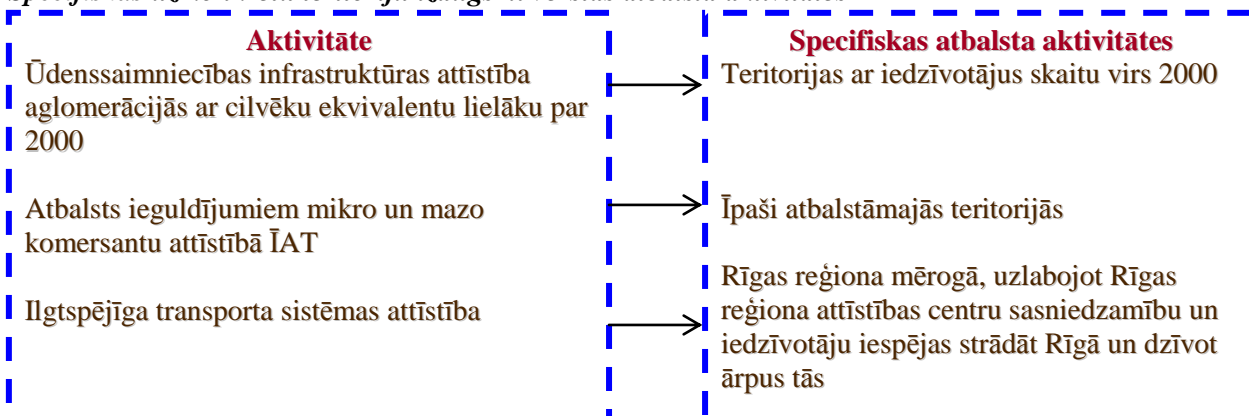 Aktivitāte
Ūdenssaimniecības infrastruktūras attīstība
aglomerācijās ar cilvēku ekvivalentu lielāku par
2000
Atbalsts ieguldījumiem mikro un mazo
komersantu attīstībā ĪAT
Ilgtspējīga transporta sistēmas attīstība
Specifiskas atbalsta aktivitātes
Teritorijas ar iedzīvotājus skaitu virs 2000
Īpaši atbalstāmajās teritorijās
Rīgas reģiona mērogā, uzlabojot Rīgas
reģiona attīstības centru sasniedzamību un
iedzīvotāju iespējas strādāt Rīgā un dzīvot
ārpus tās